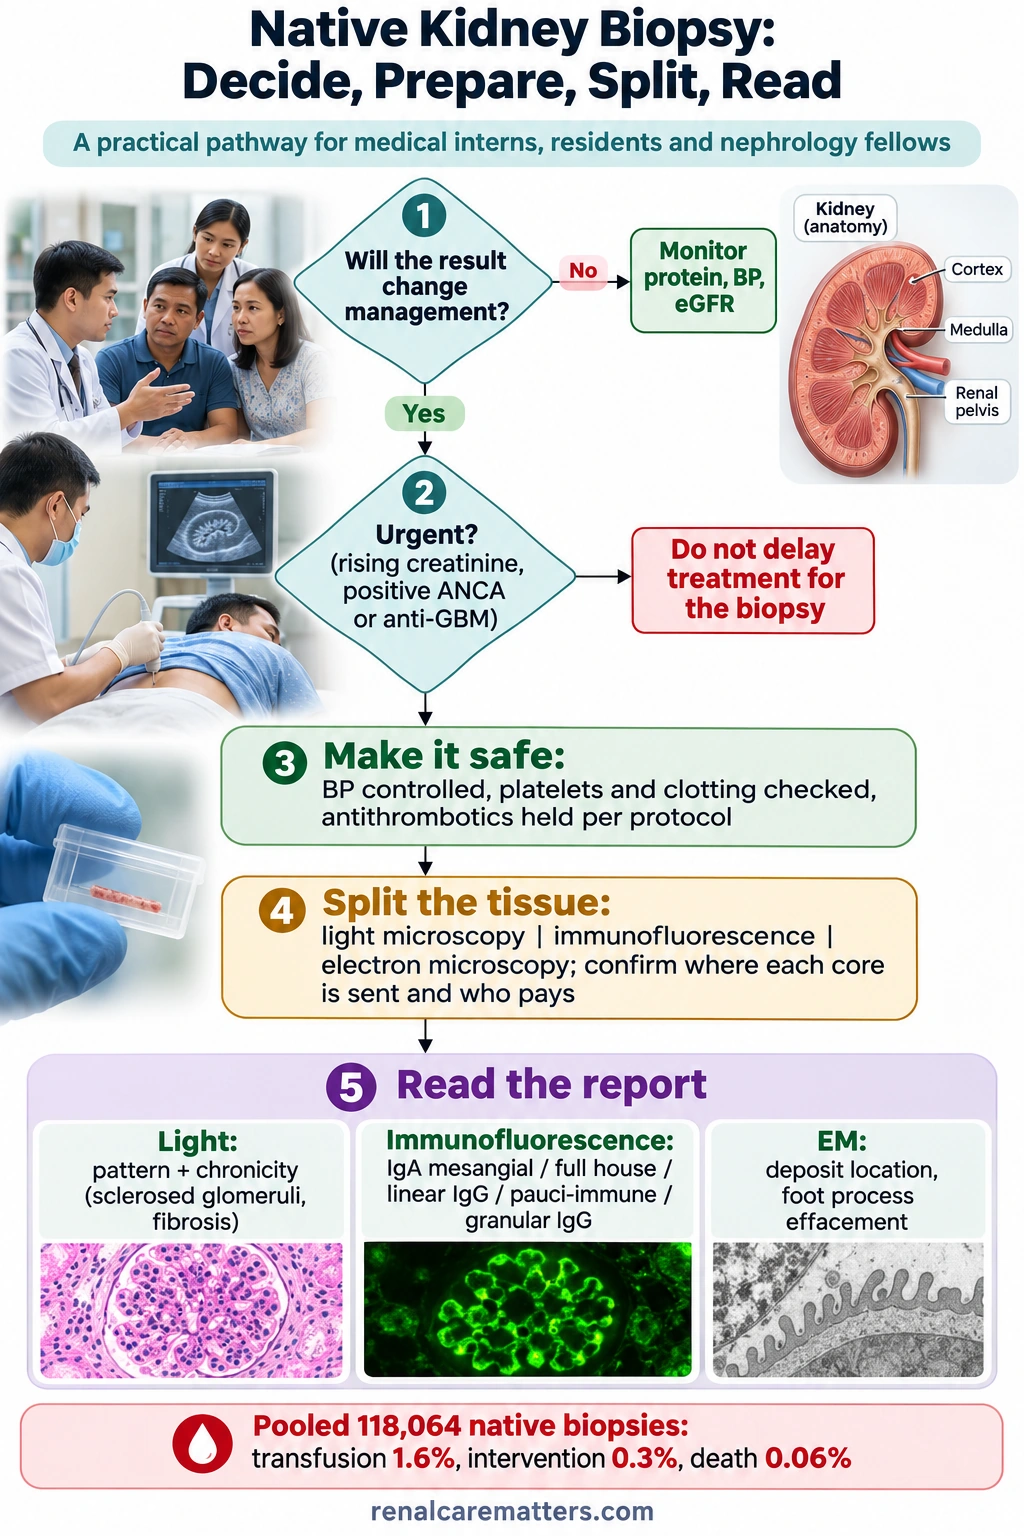 Native Kidney Biopsy:
Decide, Prepare, Split, Read
A practical pathway for medical interns, residents and nephrology fellows
1
Will the result
change
management?
No
Monitor
protein, BP,
eGFR
Kidney
(anatomy)
Cortex
Medulla
Renal
pelvis
Yes
2
Urgent?
(rising creatinine,
positive ANCA
or anti-GBM)
Do not delay
treatment for
the biopsy
3
Make it safe:
BP controlled, platelets and clotting checked,
antithrombotics held per protocol
4
Split the tissue:
light microscopy | immunofluorescence |
electron microscopy; confirm where each core
is sent and who pays
5
Read the report
Light:
pattern + chronicity
(sclerosed glomeruli,
fibrosis)
Immunofluorescence:
IgA mesangial / full house /
linear IgG / pauci-immune /
granular IgG
EM:
deposit location,
foot process
effacement
Pooled 118,064 native biopsies:
transfusion 1.6%, intervention 0.3%, death 0.06%
renalcarematters.com